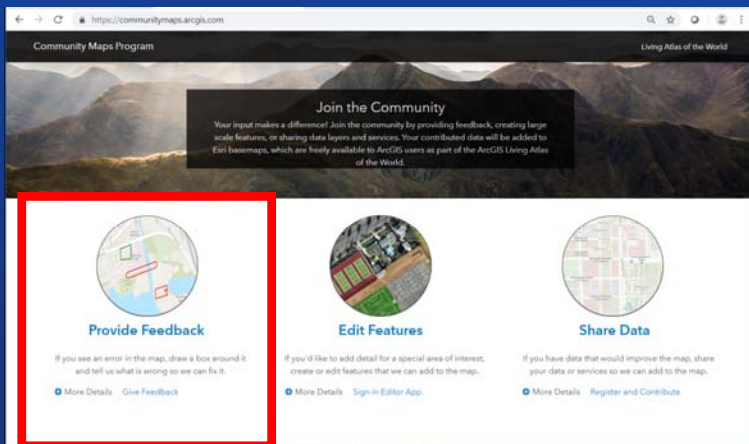 https://communitymaps.arcgis.com
Community Maps Program
Living Atlas of the World
Join the Community
Your input makes a difference! Join the community by providing feedback, creating large
scale features, or sharing data layers and services. Your contributed data will be added to
Esri basemaps, which are freely available to ArcGIS users as part of the ArcGIS Living Atlas
of the World.
Provide Feedback
If you see an error in the map, draw a box around it
and tell us what is wrong so we can fix it.
More Details Give Feedback
Edit Features
If you'd like to add detail for a special area of interest,
create or edit features that we can add to the map.
More Details Sign in Editor App
Share Data
If you have data that would improve the map, share
your data or services so we can add to the map.
More Details Register and Contribute